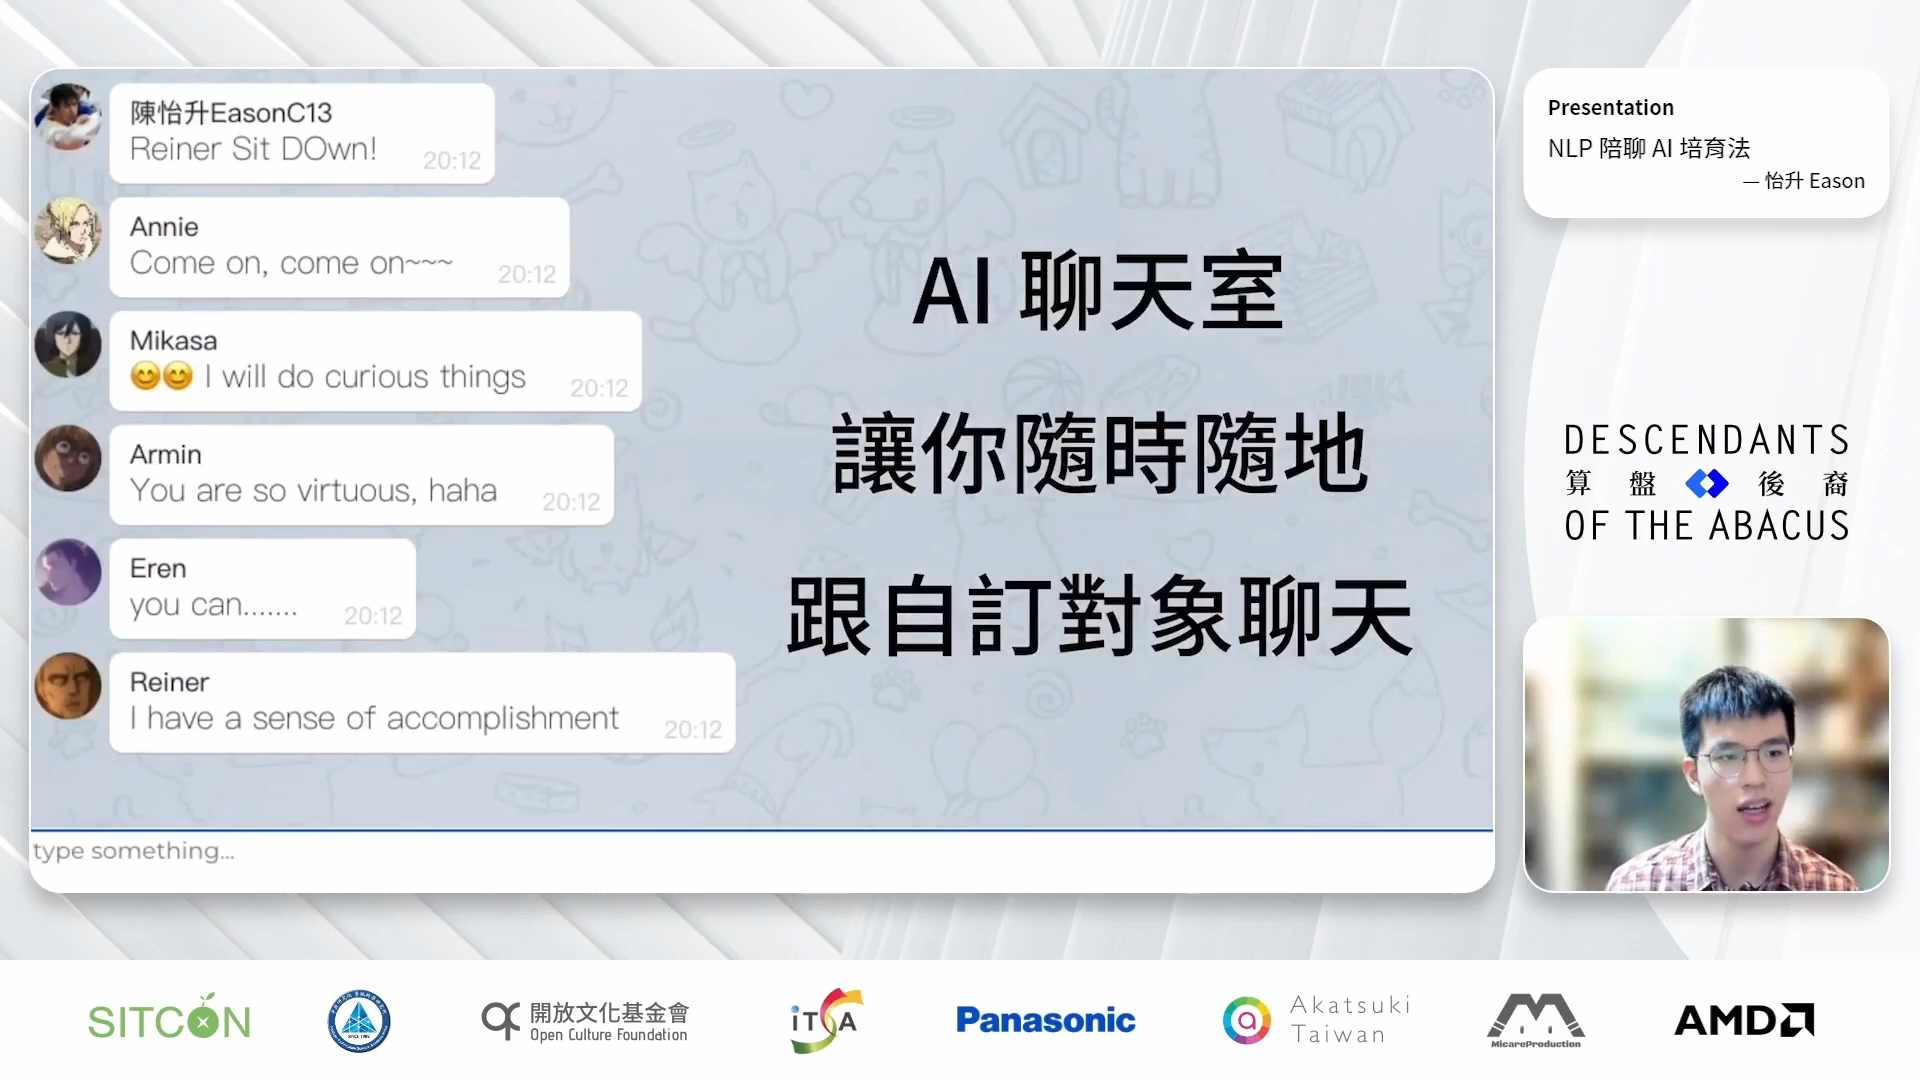 陳怡升EasonC13
Reiner Sit DOwn!
20:12
Annie
Come on, come on~~~
20:12
Mikasa
😊😊 I will do curious things
20:12
Armin
You are so virtuous, haha
20:12
Eren
you can.......
20:12
Reiner
I have a sense of accomplishment
20:12
type something...
AI 聊天室
讓你隨時隨地
跟自訂對象聊天
Presentation
NLP 陪聊 AI 培育法
— 怡升 Eason
DESCENDANTS
算盤後裔
OF THE ABACUS
SITCON
開放文化基金會
Open Culture Foundation
iTSA
Panasonic
Akatsuki
Taiwan
MicareProduction
AMD